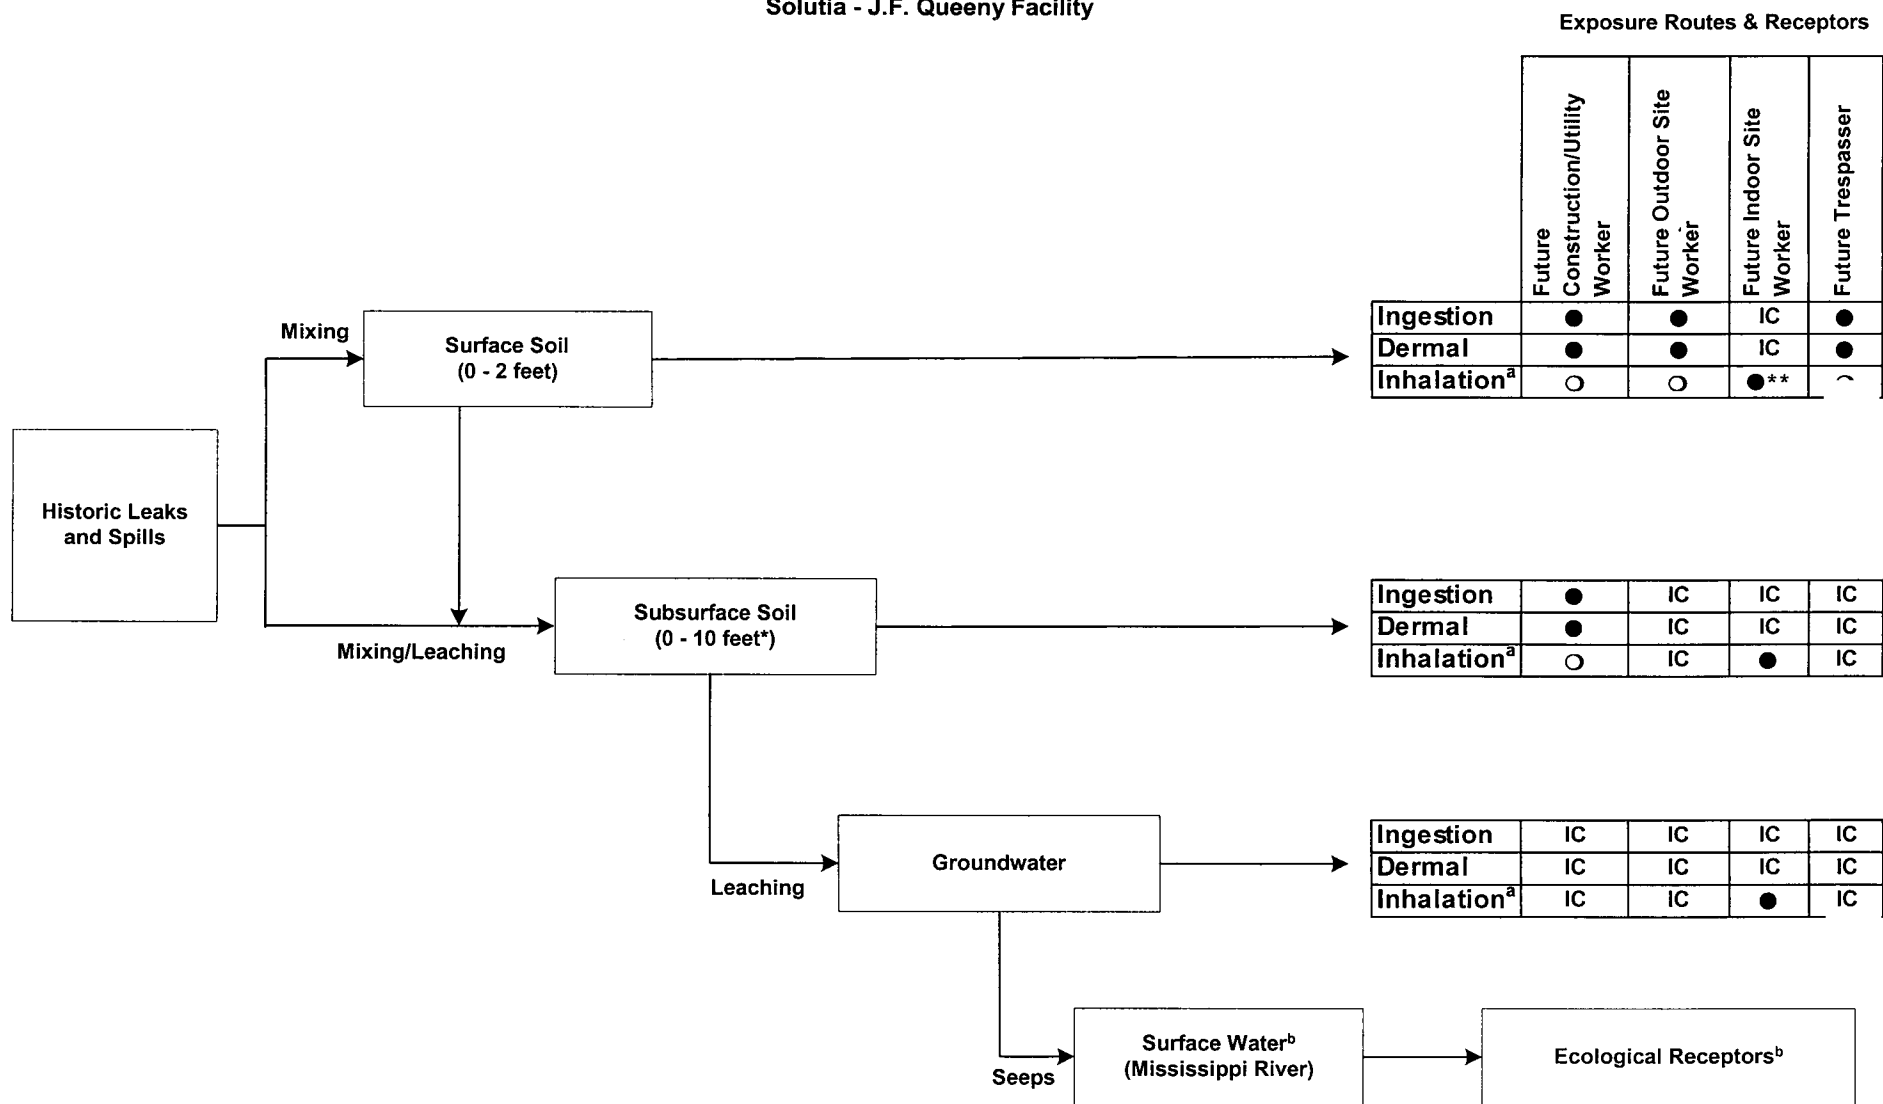 Solutia - J.F. Queeny Facility
Exposure Routes & Receptors
Future
Construction/Utility
Worker
Future Outdoor Site
Worker
Future Indoor Site
Worker
Future Trespasser
Mixing
Surface Soil
(0 - 2 feet)
Ingestion ● ● IC ●
Dermal ● ● IC ●
Inhalationᵃ ○ ○ ●**
Historic Leaks
and Spills
Mixing/Leaching
Subsurface Soil
(0 - 10 feet*)
Ingestion ● IC IC IC
Dermal ● IC IC IC
Inhalationᵃ ○ IC ● IC
Leaching
Groundwater
Ingestion IC IC IC IC
Dermal IC IC IC IC
Inhalationᵃ IC IC ● IC
Seeps
Surface Waterᵇ
(Mississippi River)
Ecological Receptorsᵇ